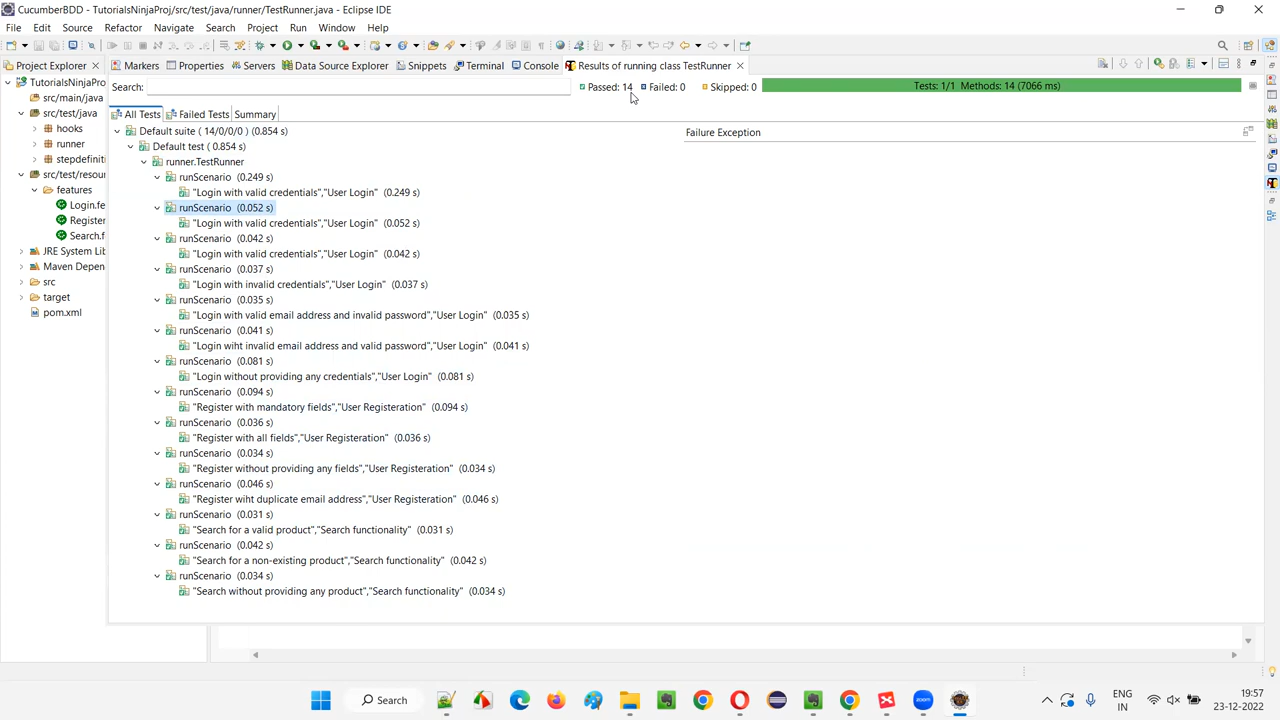 CucumberBDD - TutorialsNinjaProj/src/test/java/runner/TestRunner.java - Eclipse IDE
File Edit Source Refactor Navigate Search Project Run Window Help
Project Explorer
Markers Properties Servers Data Source Explorer Snippets Terminal Console Results of running class TestRunner
TutorialsNinjaPro
src/main/java
src/test/java
hooks
runner
stepdefinit
src/test/resour
features
Login.fe
Register
Search.f
JRE System Lib
Maven Depen
src
target
pom.xml
Search:
Passed: 14 Failed: 0 Skipped: 0
Tests: 1/1 Methods: 14 (7066 ms)
All Tests Failed Tests Summary
Failure Exception
Default suite ( 14/0/0/0 ) (0.854 s)
Default test ( 0.854 s)
runner.TestRunner
runScenario (0.249 s)
"Login with valid credentials","User Login" (0.249 s)
runScenario (0.052 s)
"Login with valid credentials","User Login" (0.052 s)
runScenario (0.042 s)
"Login with valid credentials","User Login" (0.042 s)
runScenario (0.037 s)
"Login with invalid credentials","User Login" (0.037 s)
runScenario (0.035 s)
"Login with valid email address and invalid password","User Login" (0.035 s)
runScenario (0.041 s)
"Login wiht invalid email address and valid password","User Login" (0.041 s)
runScenario (0.081 s)
"Login without providing any credentials","User Login" (0.081 s)
runScenario (0.094 s)
"Register with mandatory fields","User Registeration" (0.094 s)
runScenario (0.036 s)
"Register with all fields","User Registeration" (0.036 s)
runScenario (0.034 s)
"Register without providing any fields","User Registeration" (0.034 s)
runScenario (0.046 s)
"Register wiht duplicate email address","User Registeration" (0.046 s)
runScenario (0.031 s)
"Search for a valid product","Search functionality" (0.031 s)
runScenario (0.042 s)
"Search for a non-existing product","Search functionality" (0.042 s)
runScenario (0.034 s)
"Search without providing any product","Search functionality" (0.034 s)
Search
ENG
IN
19:57
23-12-2022